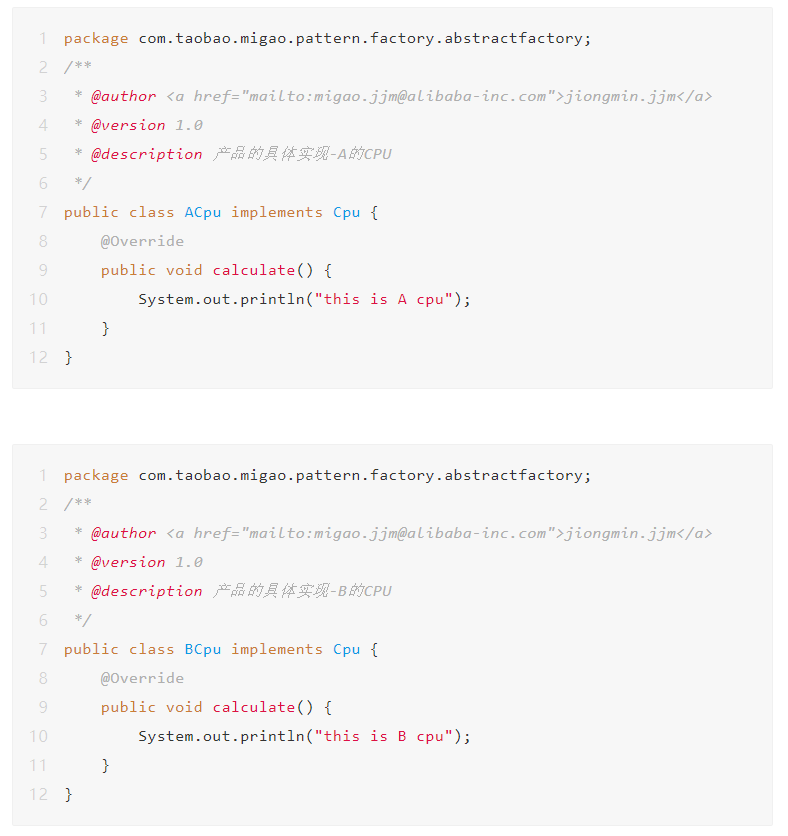 1 package com.taobao.migao.pattern.factory.abstractfactory;
2 /**
3  * @author <a href="mailto:migao.jjm@alibaba-inc.com">jiongmin.jjm</a>
4  * @version 1.0
5  * @description 产品的具体实现-A的CPU
6  */
7 public class ACpu implements Cpu {
8     @Override
9     public void calculate() {
10         System.out.println("this is A cpu");
11     }
12 }
1 package com.taobao.migao.pattern.factory.abstractfactory;
2 /**
3  * @author <a href="mailto:migao.jjm@alibaba-inc.com">jiongmin.jjm</a>
4  * @version 1.0
5  * @description 产品的具体实现-B的CPU
6  */
7 public class BCpu implements Cpu {
8     @Override
9     public void calculate() {
10         System.out.println("this is B cpu");
11     }
12 }